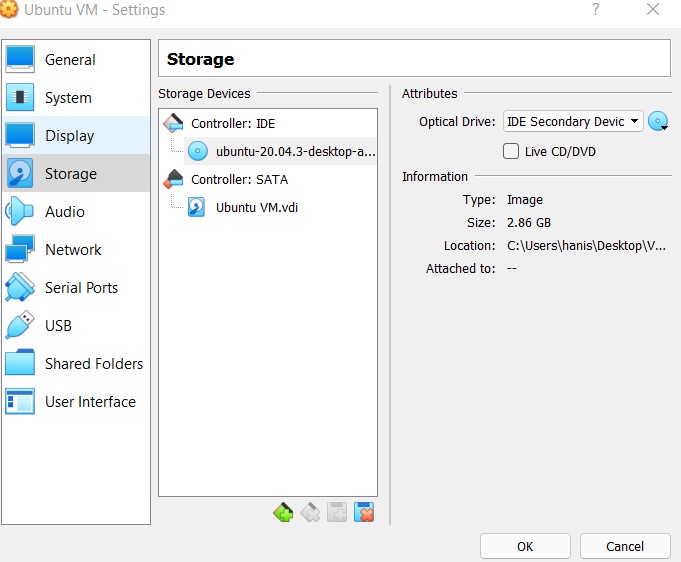 Ubuntu VM - Settings
?
General
System
Display
Storage
Audio
Network
Serial Ports
USB
Shared Folders
User Interface
Storage
Storage Devices
Controller: IDE
ubuntu-20.04.3-desktop-a...
Controller: SATA
Ubuntu VM.vdi
Attributes
Optical Drive: IDE Secondary Devic
Live CD/DVD
Information
Type: Image
Size: 2.86 GB
Location: C:\Users\hanis\Desktop\V...
Attached to: --
OK
Cancel